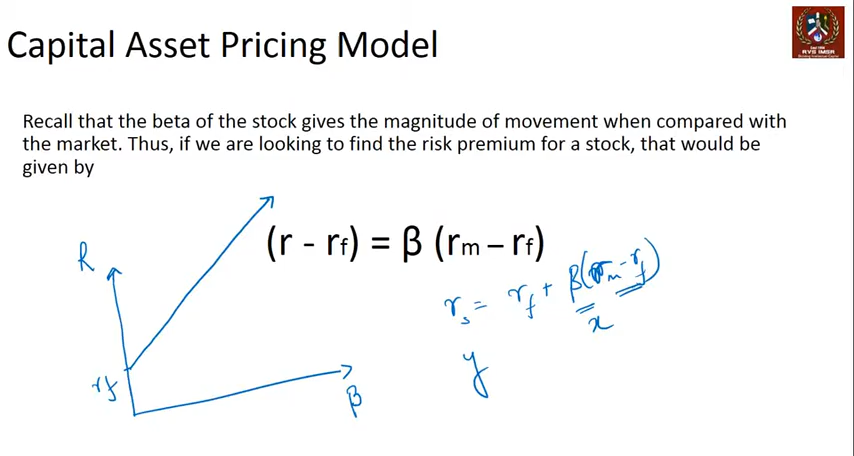 Capital Asset Pricing Model
RVS IMSR
Recall that the beta of the stock gives the magnitude of movement when compared with
the market. Thus, if we are looking to find the risk premium for a stock, that would be
given by
(r - rf) = β (rm – rf)
R
rs = rf + β(rm - rf)
x
y
rf
β